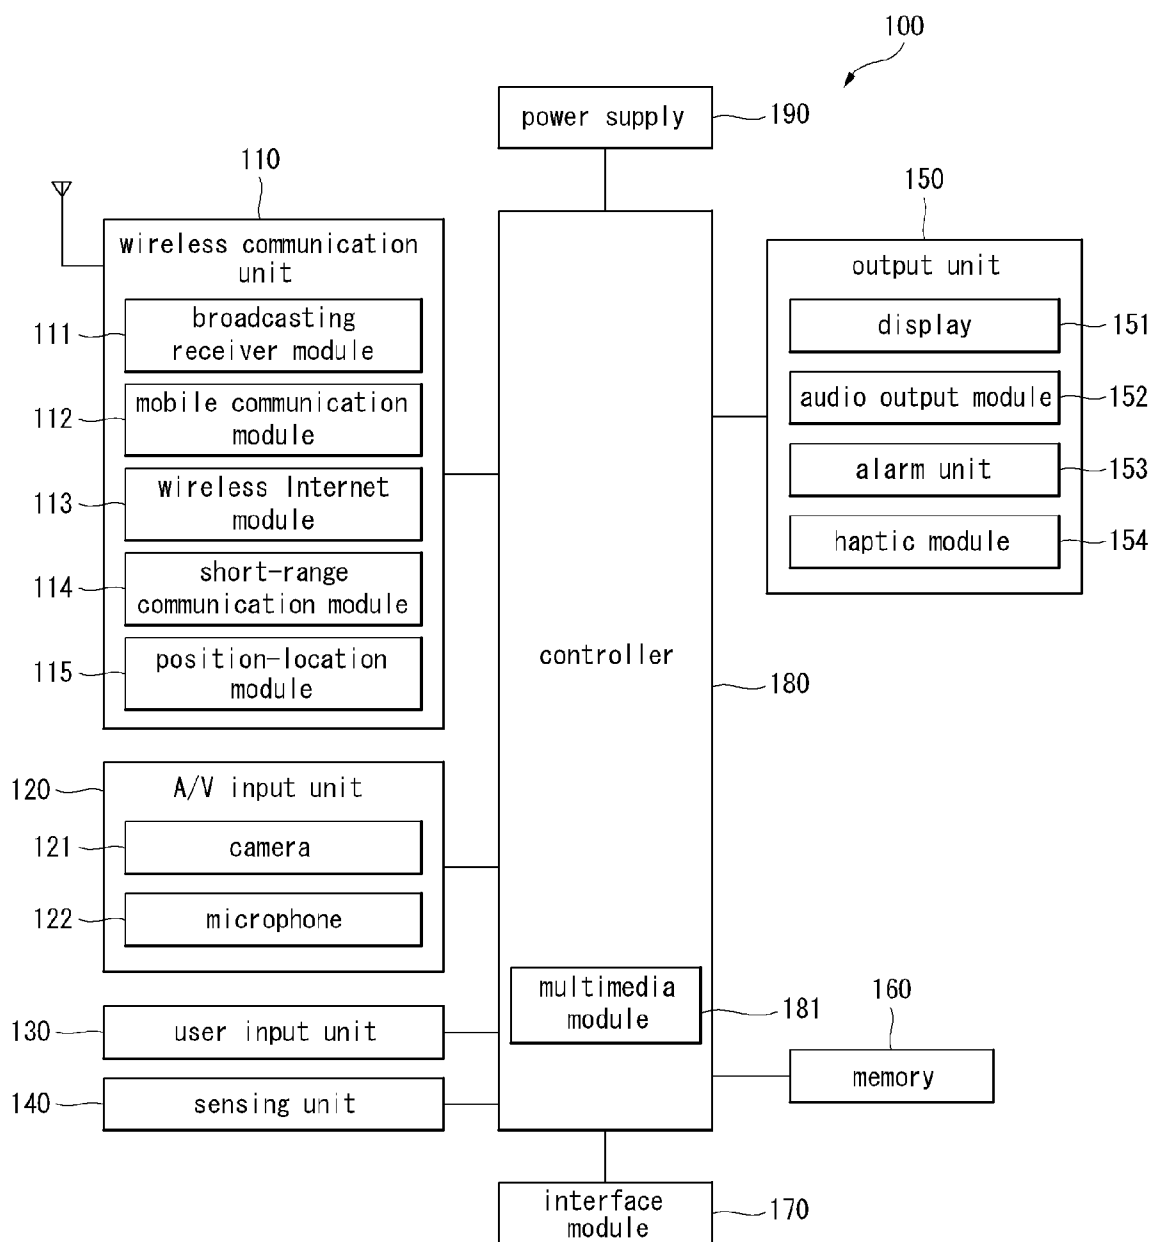 100
power supply
190
110
wireless communication
unit
111
broadcasting
receiver module
112
mobile communication
module
113
wireless Internet
module
114
short-range
communication module
115
position-location
module
120
A/V input unit
121
camera
122
microphone
130
user input unit
140
sensing unit
controller
180
multimedia
module
181
150
output unit
display
151
audio output module
152
alarm unit
153
haptic module
154
160
memory
interface
module
170